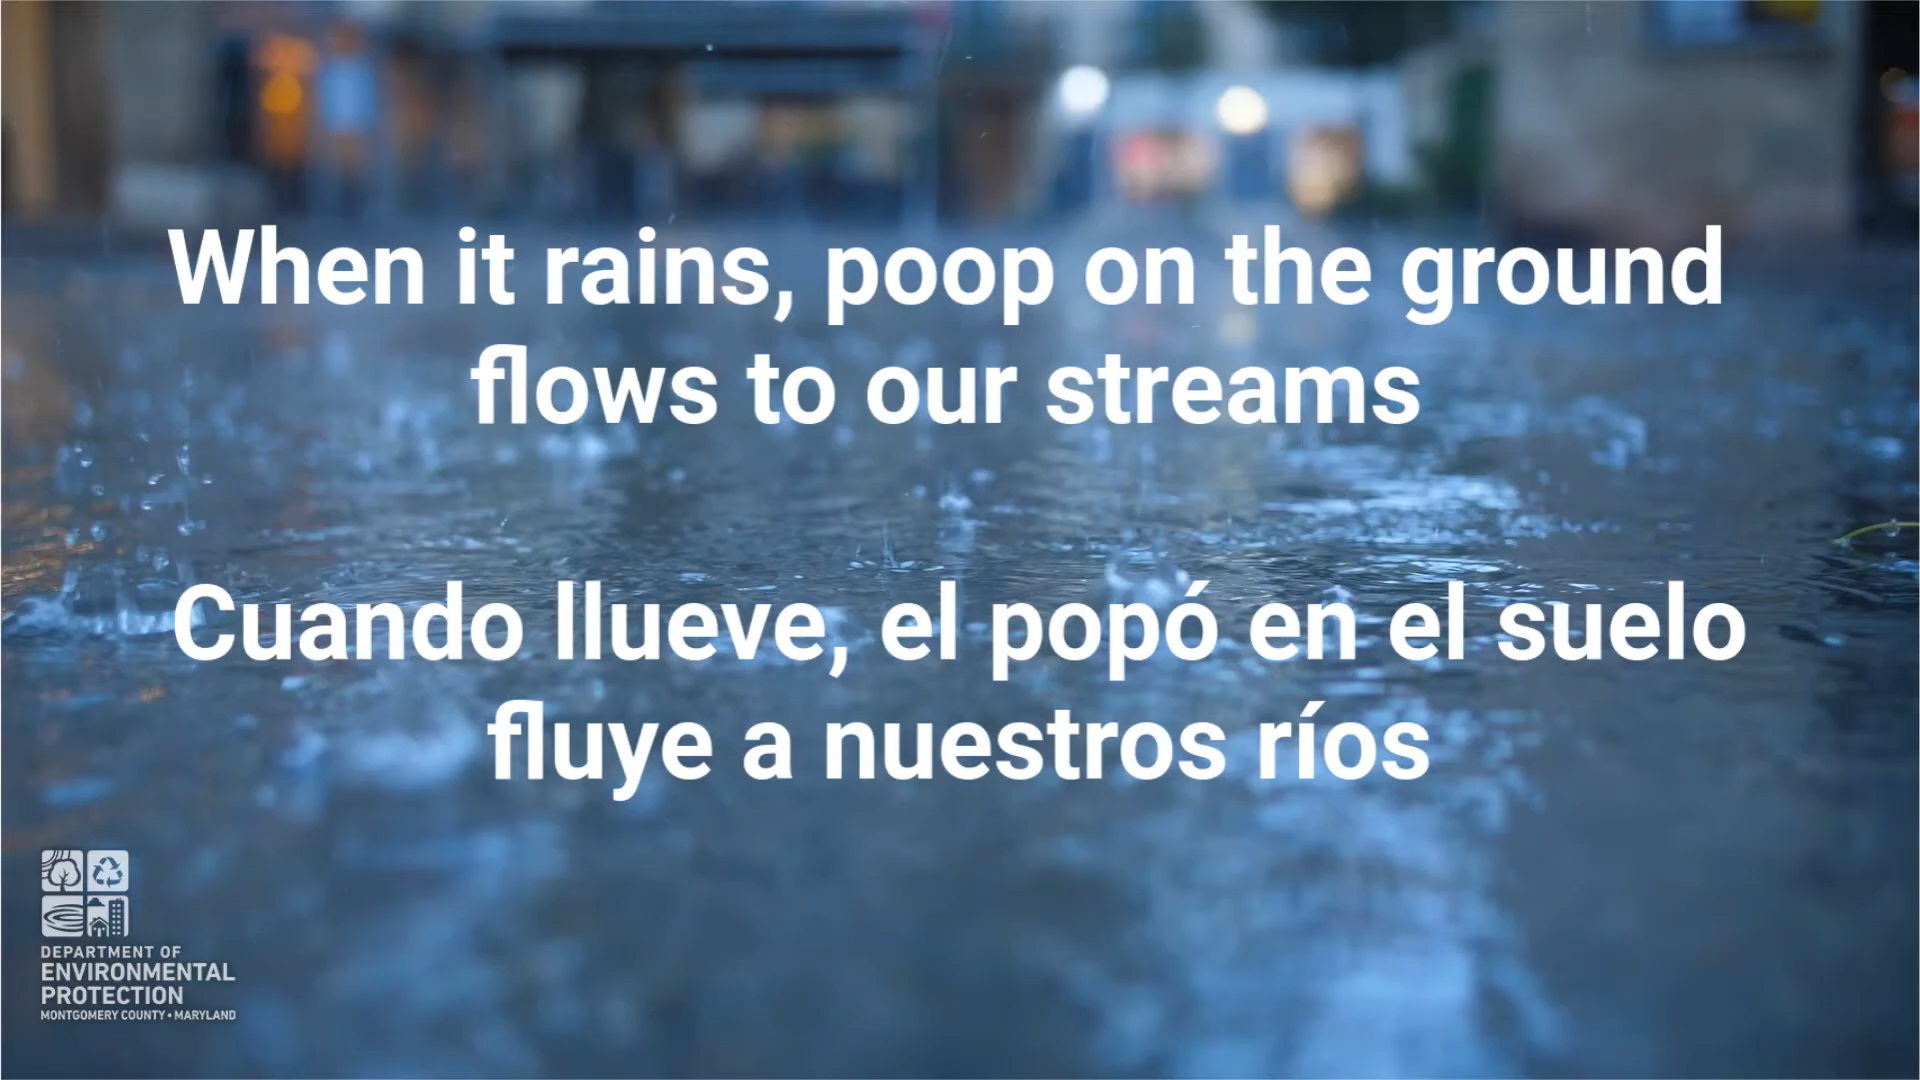 When it rains, poop on the ground
flows to our streams
Cuando llueve, el popó en el suelo
fluye a nuestros ríos
DEPARTMENT OF
ENVIRONMENTAL
PROTECTION
MONTGOMERY COUNTY • MARYLAND